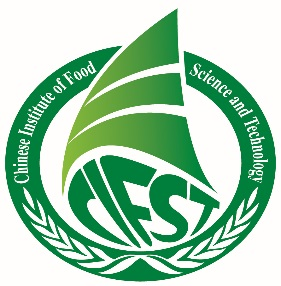 Chinese Institute of Food
Science and Technology
CIFST